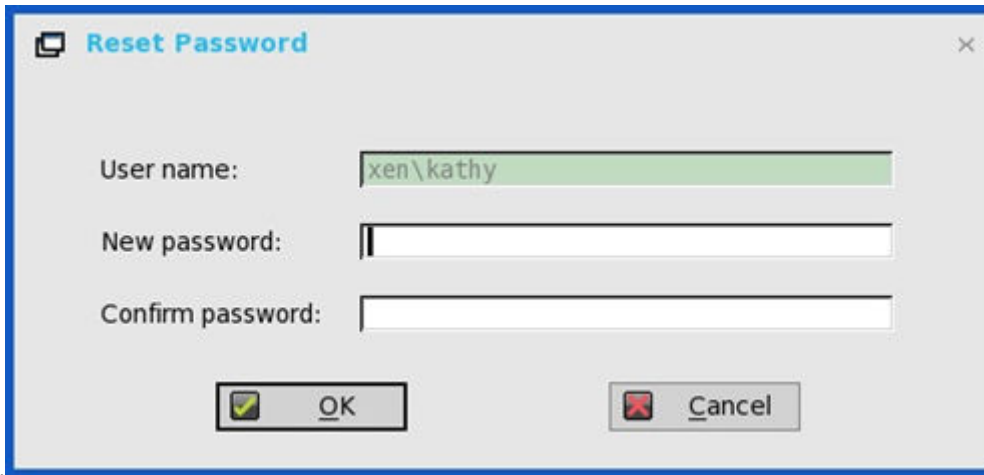 Reset Password
User name:
xen\kathy
New password:
Confirm password:
OK
Cancel